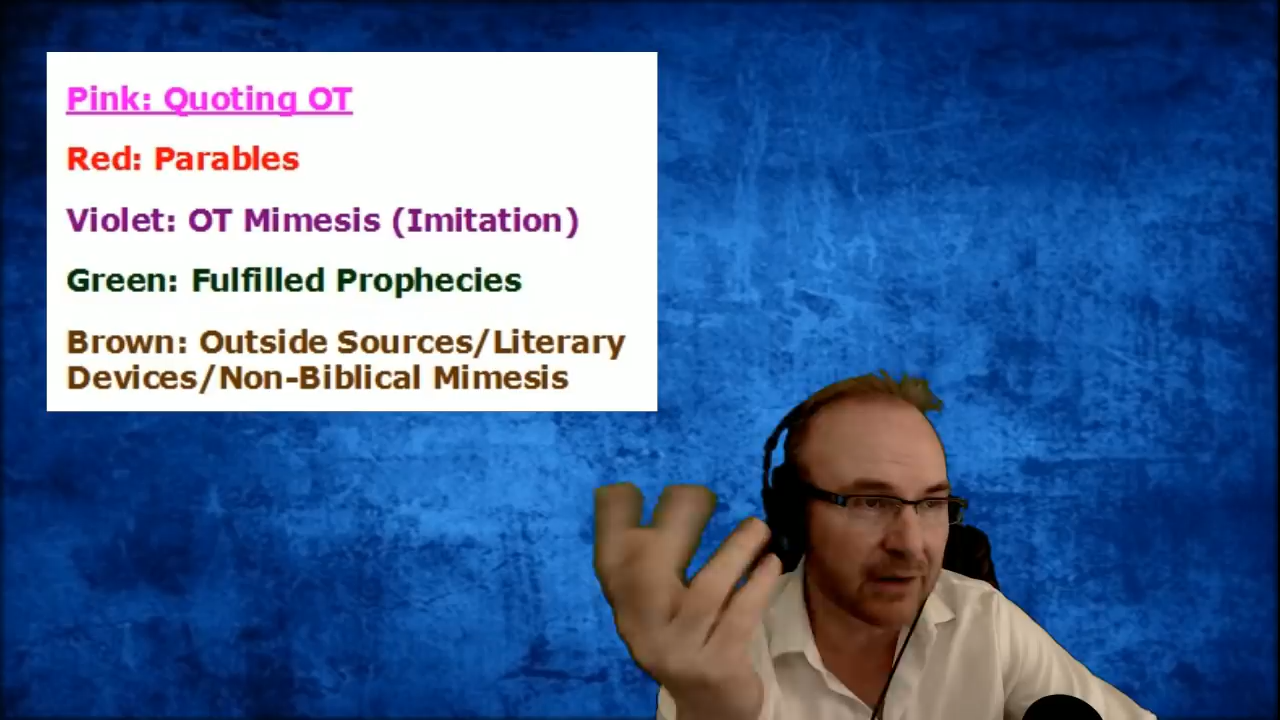 Pink: Quoting OT
Red: Parables
Violet: OT Mimesis (Imitation)
Green: Fulfilled Prophecies
Brown: Outside Sources/Literary
Devices/Non-Biblical Mimesis